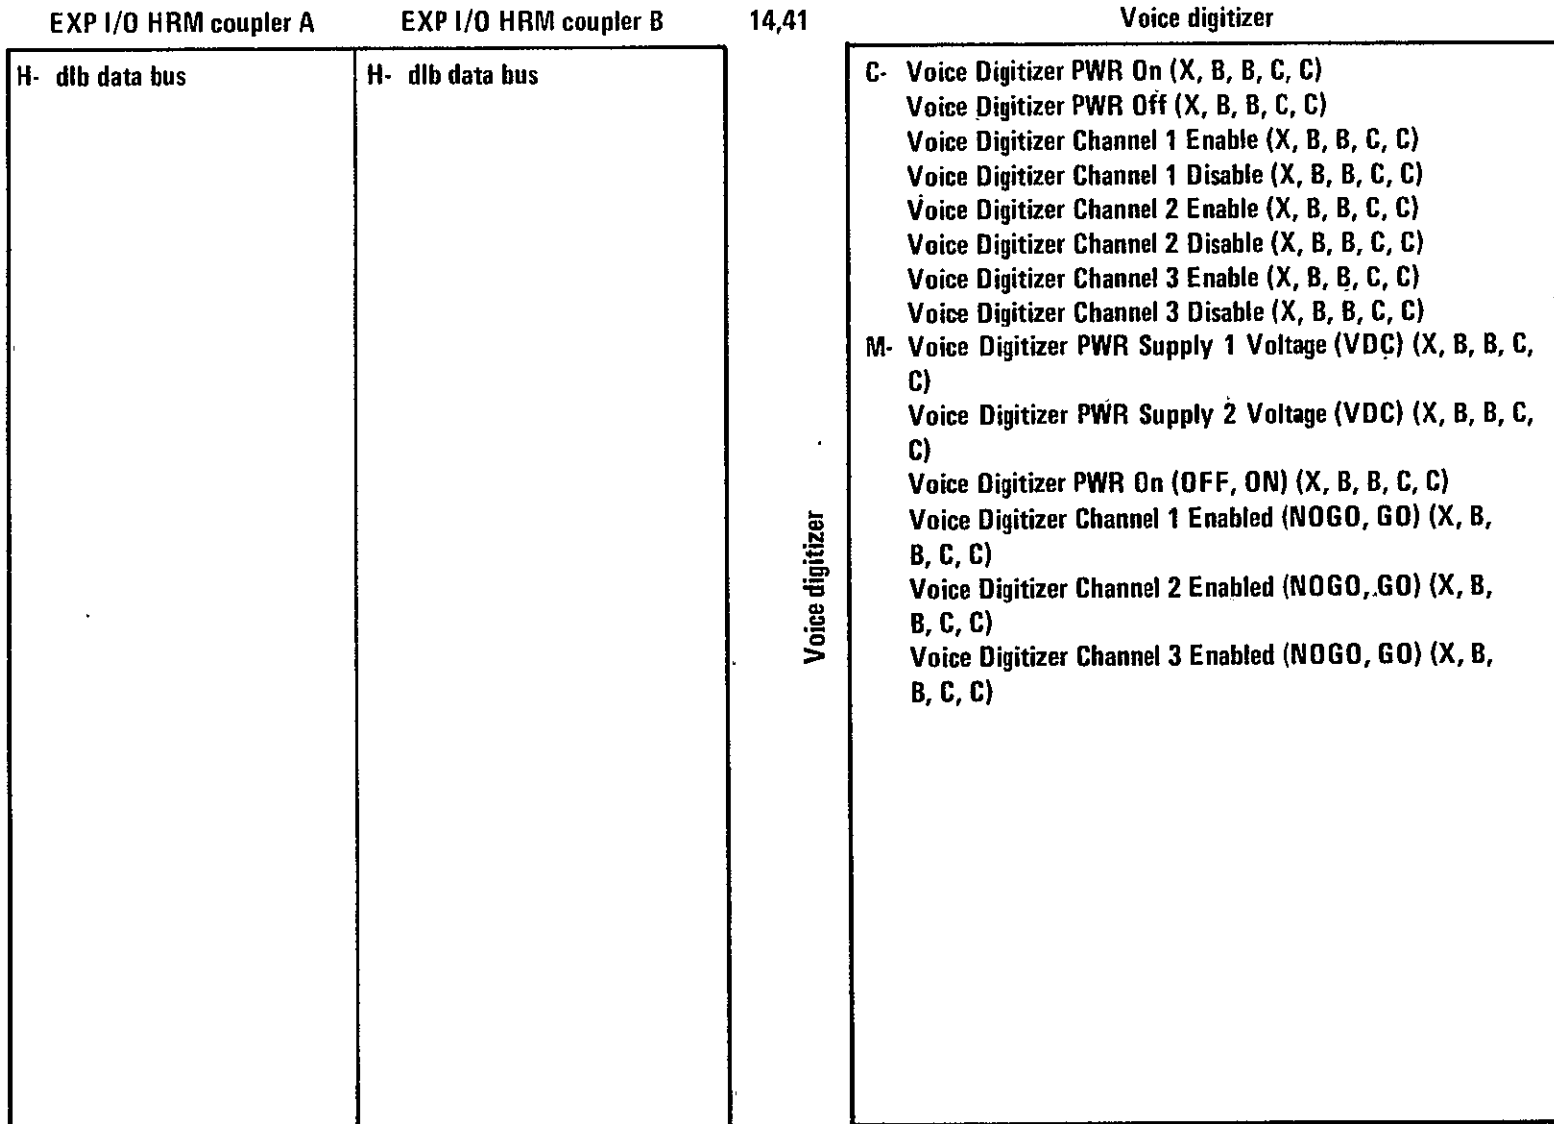 EXP I/O HRM coupler A
EXP I/O HRM coupler B
H- dlb data bus
H- dlb data bus
14,41
Voice digitizer
Voice digitizer
C- Voice Digitizer PWR On (X, B, B, C, C)
Voice Digitizer PWR Off (X, B, B, C, C)
Voice Digitizer Channel 1 Enable (X, B, B, C, C)
Voice Digitizer Channel 1 Disable (X, B, B, C, C)
Voice Digitizer Channel 2 Enable (X, B, B, C, C)
Voice Digitizer Channel 2 Disable (X, B, B, C, C)
Voice Digitizer Channel 3 Enable (X, B, B, C, C)
Voice Digitizer Channel 3 Disable (X, B, B, C, C)
M- Voice Digitizer PWR Supply 1 Voltage (VDC) (X, B, B, C,
C)
Voice Digitizer PWR Supply 2 Voltage (VDC) (X, B, B, C,
C)
Voice Digitizer PWR On (OFF, ON) (X, B, B, C, C)
Voice Digitizer Channel 1 Enabled (NOGO, GO) (X, B,
B, C, C)
Voice Digitizer Channel 2 Enabled (NOGO, GO) (X, B,
B, C, C)
Voice Digitizer Channel 3 Enabled (NOGO, GO) (X, B,
B, C, C)